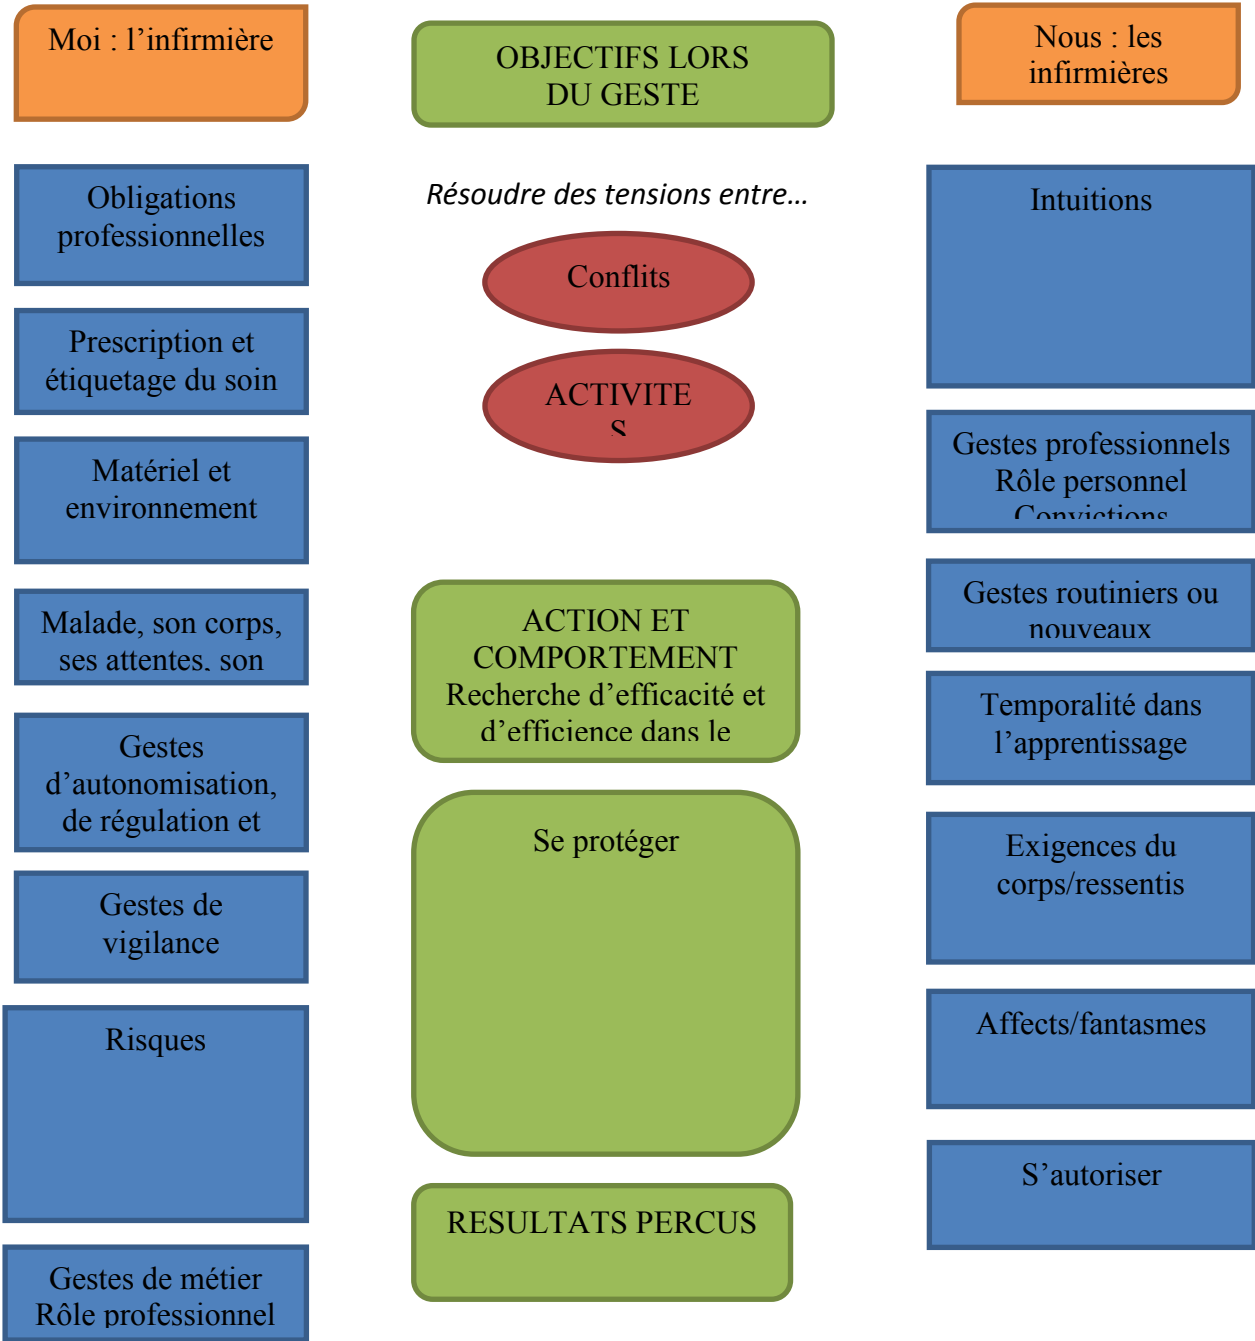 Moi : l’infirmière
Obligations
professionnelles
Prescription et
étiquetage du soin
Matériel et
environnement
Malade, son corps,
ses attentes, son
Gestes
d’autonomisation,
de régulation et
Gestes de
vigilance
Risques
Gestes de métier
Rôle professionnel
OBJECTIFS LORS
DU GESTE
Résoudre des tensions entre…
Conflits
ACTIVITE
S
ACTION ET
COMPORTEMENT
Recherche d’efficacité et
d’efficience dans le
Se protéger
RESULTATS PERCUS
Nous : les
infirmières
Intuitions
Gestes professionnels
Rôle personnel
Convictions
Gestes routiniers ou
nouveaux
Temporalité dans
l’apprentissage
Exigences du
corps/ressentis
Affects/fantasmes
S’autoriser